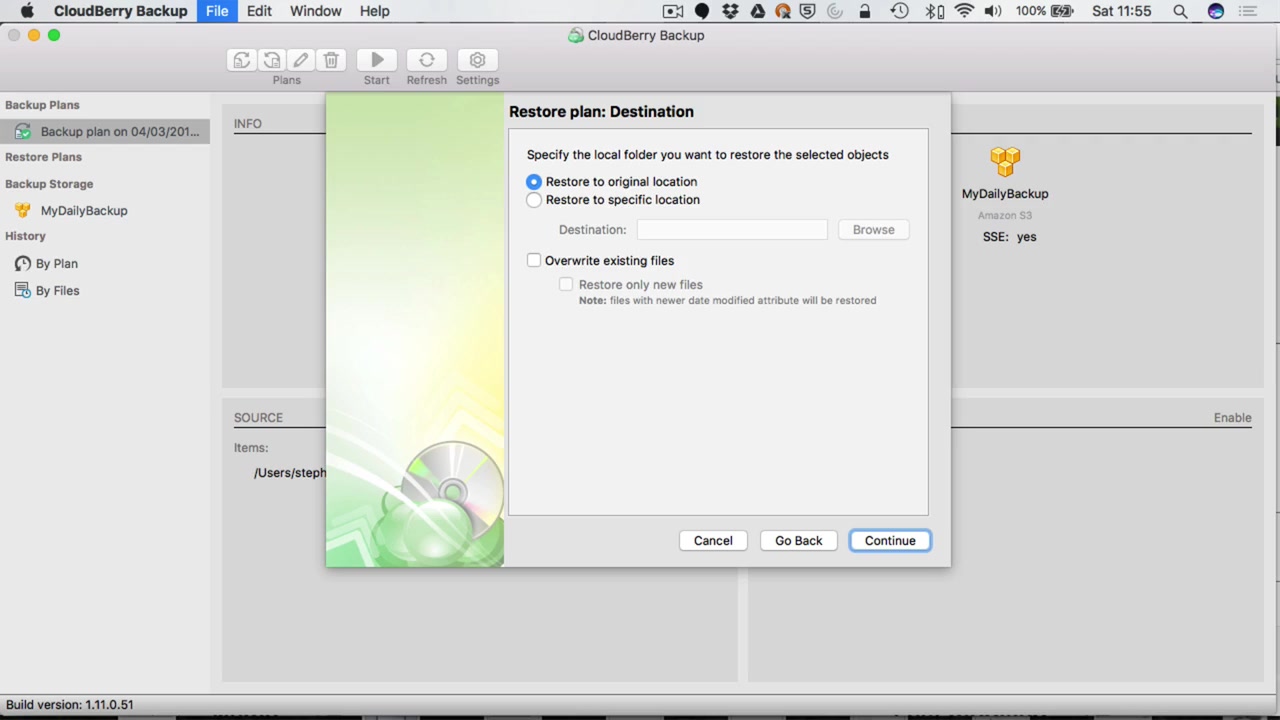 CloudBerry Backup File Edit Window Help 100% Sat 11:55
CloudBerry Backup
Plans Start Refresh Settings
Backup Plans
Backup plan on 04/03/201...
Restore Plans
Backup Storage
MyDailyBackup
History
By Plan
By Files
INFO
Restore plan: Destination
Specify the local folder you want to restore the selected objects
Restore to original location
Restore to specific location
Destination: Browse
Overwrite existing files
Restore only new files
Note: files with newer date modified attribute will be restored
Cancel Go Back Continue
MyDailyBackup
Amazon S3
SSE: yes
SOURCE
Items:
/Users/steph
Enable
Build version: 1.11.0.51